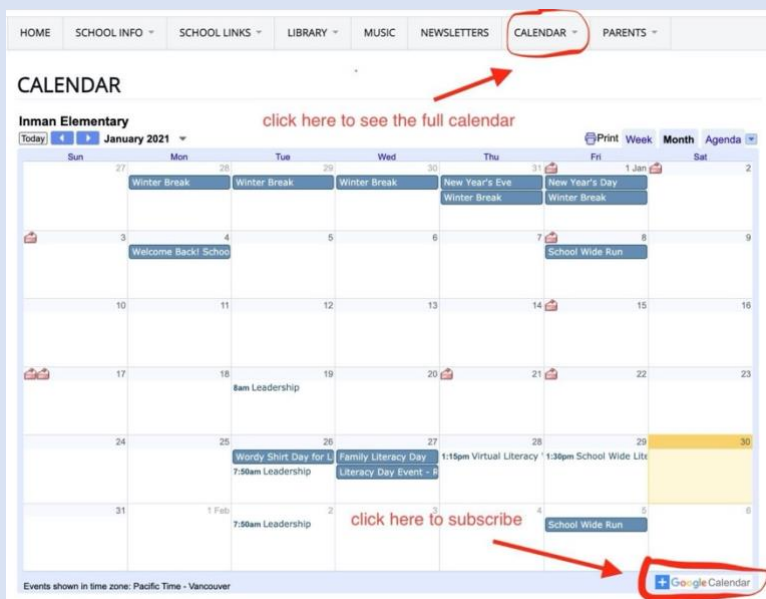 HOME SCHOOL INFO SCHOOL LINKS LIBRARY MUSIC NEWSLETTERS CALENDAR PARENTS
CALENDAR
click here to see the full calendar
Inman Elementary
Today January 2021 Print Week Month Agenda
Sun Mon Tue Wed Thu Fri Sat
27 28 29 30 31 1 Jan 2
Winter Break Winter Break Winter Break New Year's Eve New Year's Day
Winter Break Winter Break
3 4 5 6 7 8 9
Welcome Back! Schoo School Wide Run
10 11 12 13 14 15 16
17 18 19 20 21 22 23
8am Leadership
24 25 26 27 28 29 30
Wordy Shirt Day for L Family Literacy Day 1:15pm Virtual Literacy 1:30pm School Wide Lite
7:50am Leadership Literacy Day Event - R
31 1 Feb 2 3 4 5 6
7:50am Leadership School Wide Run
click here to subscribe
Events shown in time zone: Pacific Time - Vancouver
Google Calendar